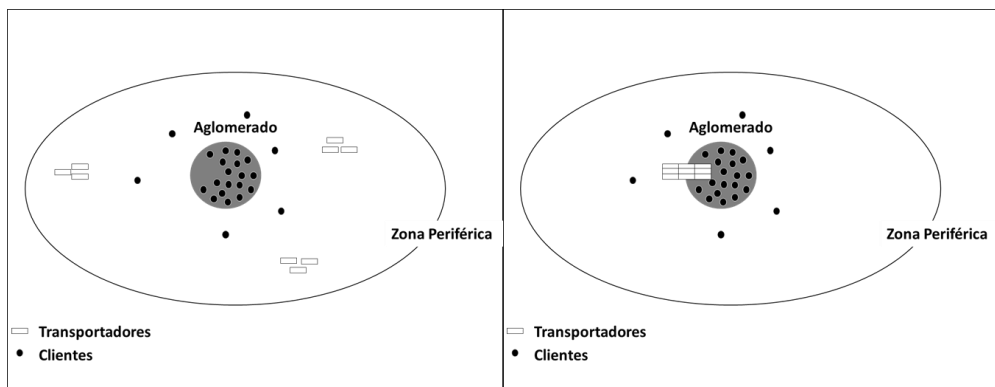 Aglomerado
Zona Periférica
Transportadores
Clientes
Aglomerado
Zona Periférica
Transportadores
Clientes